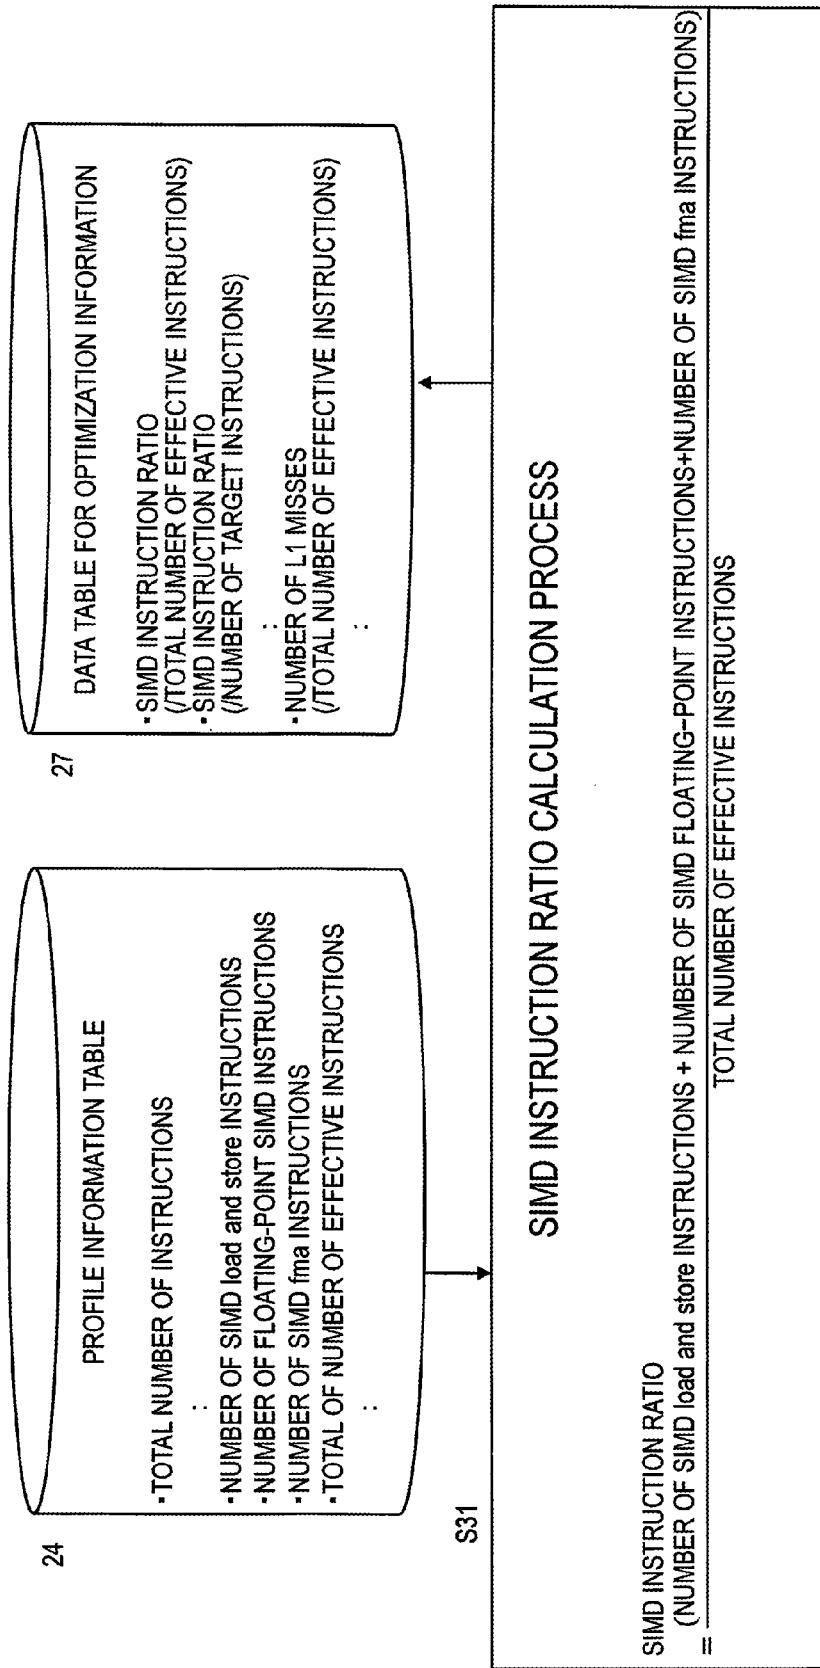 24
PROFILE INFORMATION TABLE
▪TOTAL NUMBER OF INSTRUCTIONS
:
▪NUMBER OF SIMD load and store INSTRUCTIONS
▪NUMBER OF FLOATING-POINT SIMD INSTRUCTIONS
▪NUMBER OF SIMD fma INSTRUCTIONS
▪TOTAL OF NUMBER OF EFFECTIVE INSTRUCTIONS
:
27
DATA TABLE FOR OPTIMIZATION INFORMATION
▪SIMD INSTRUCTION RATIO
(/TOTAL NUMBER OF EFFECTIVE INSTRUCTIONS)
▪SIMD INSTRUCTION RATIO
(/NUMBER OF TARGET INSTRUCTIONS)
:
▪NUMBER OF L1 MISSES
(/TOTAL NUMBER OF EFFECTIVE INSTRUCTIONS)
:
S31
SIMD INSTRUCTION RATIO CALCULATION PROCESS
SIMD INSTRUCTION RATIO
= (NUMBER OF SIMD load and store INSTRUCTIONS + NUMBER OF SIMD FLOATING-POINT INSTRUCTIONS+NUMBER OF SIMD fma INSTRUCTIONS)
TOTAL NUMBER OF EFFECTIVE INSTRUCTIONS